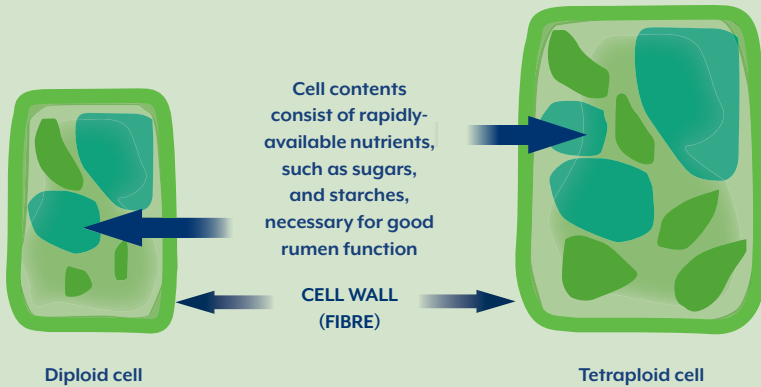 Cell contents
consist of rapidly-
available nutrients,
such as sugars,
and starches,
necessary for good
rumen function
CELL WALL
(FIBRE)
Diploid cell
Tetraploid cell